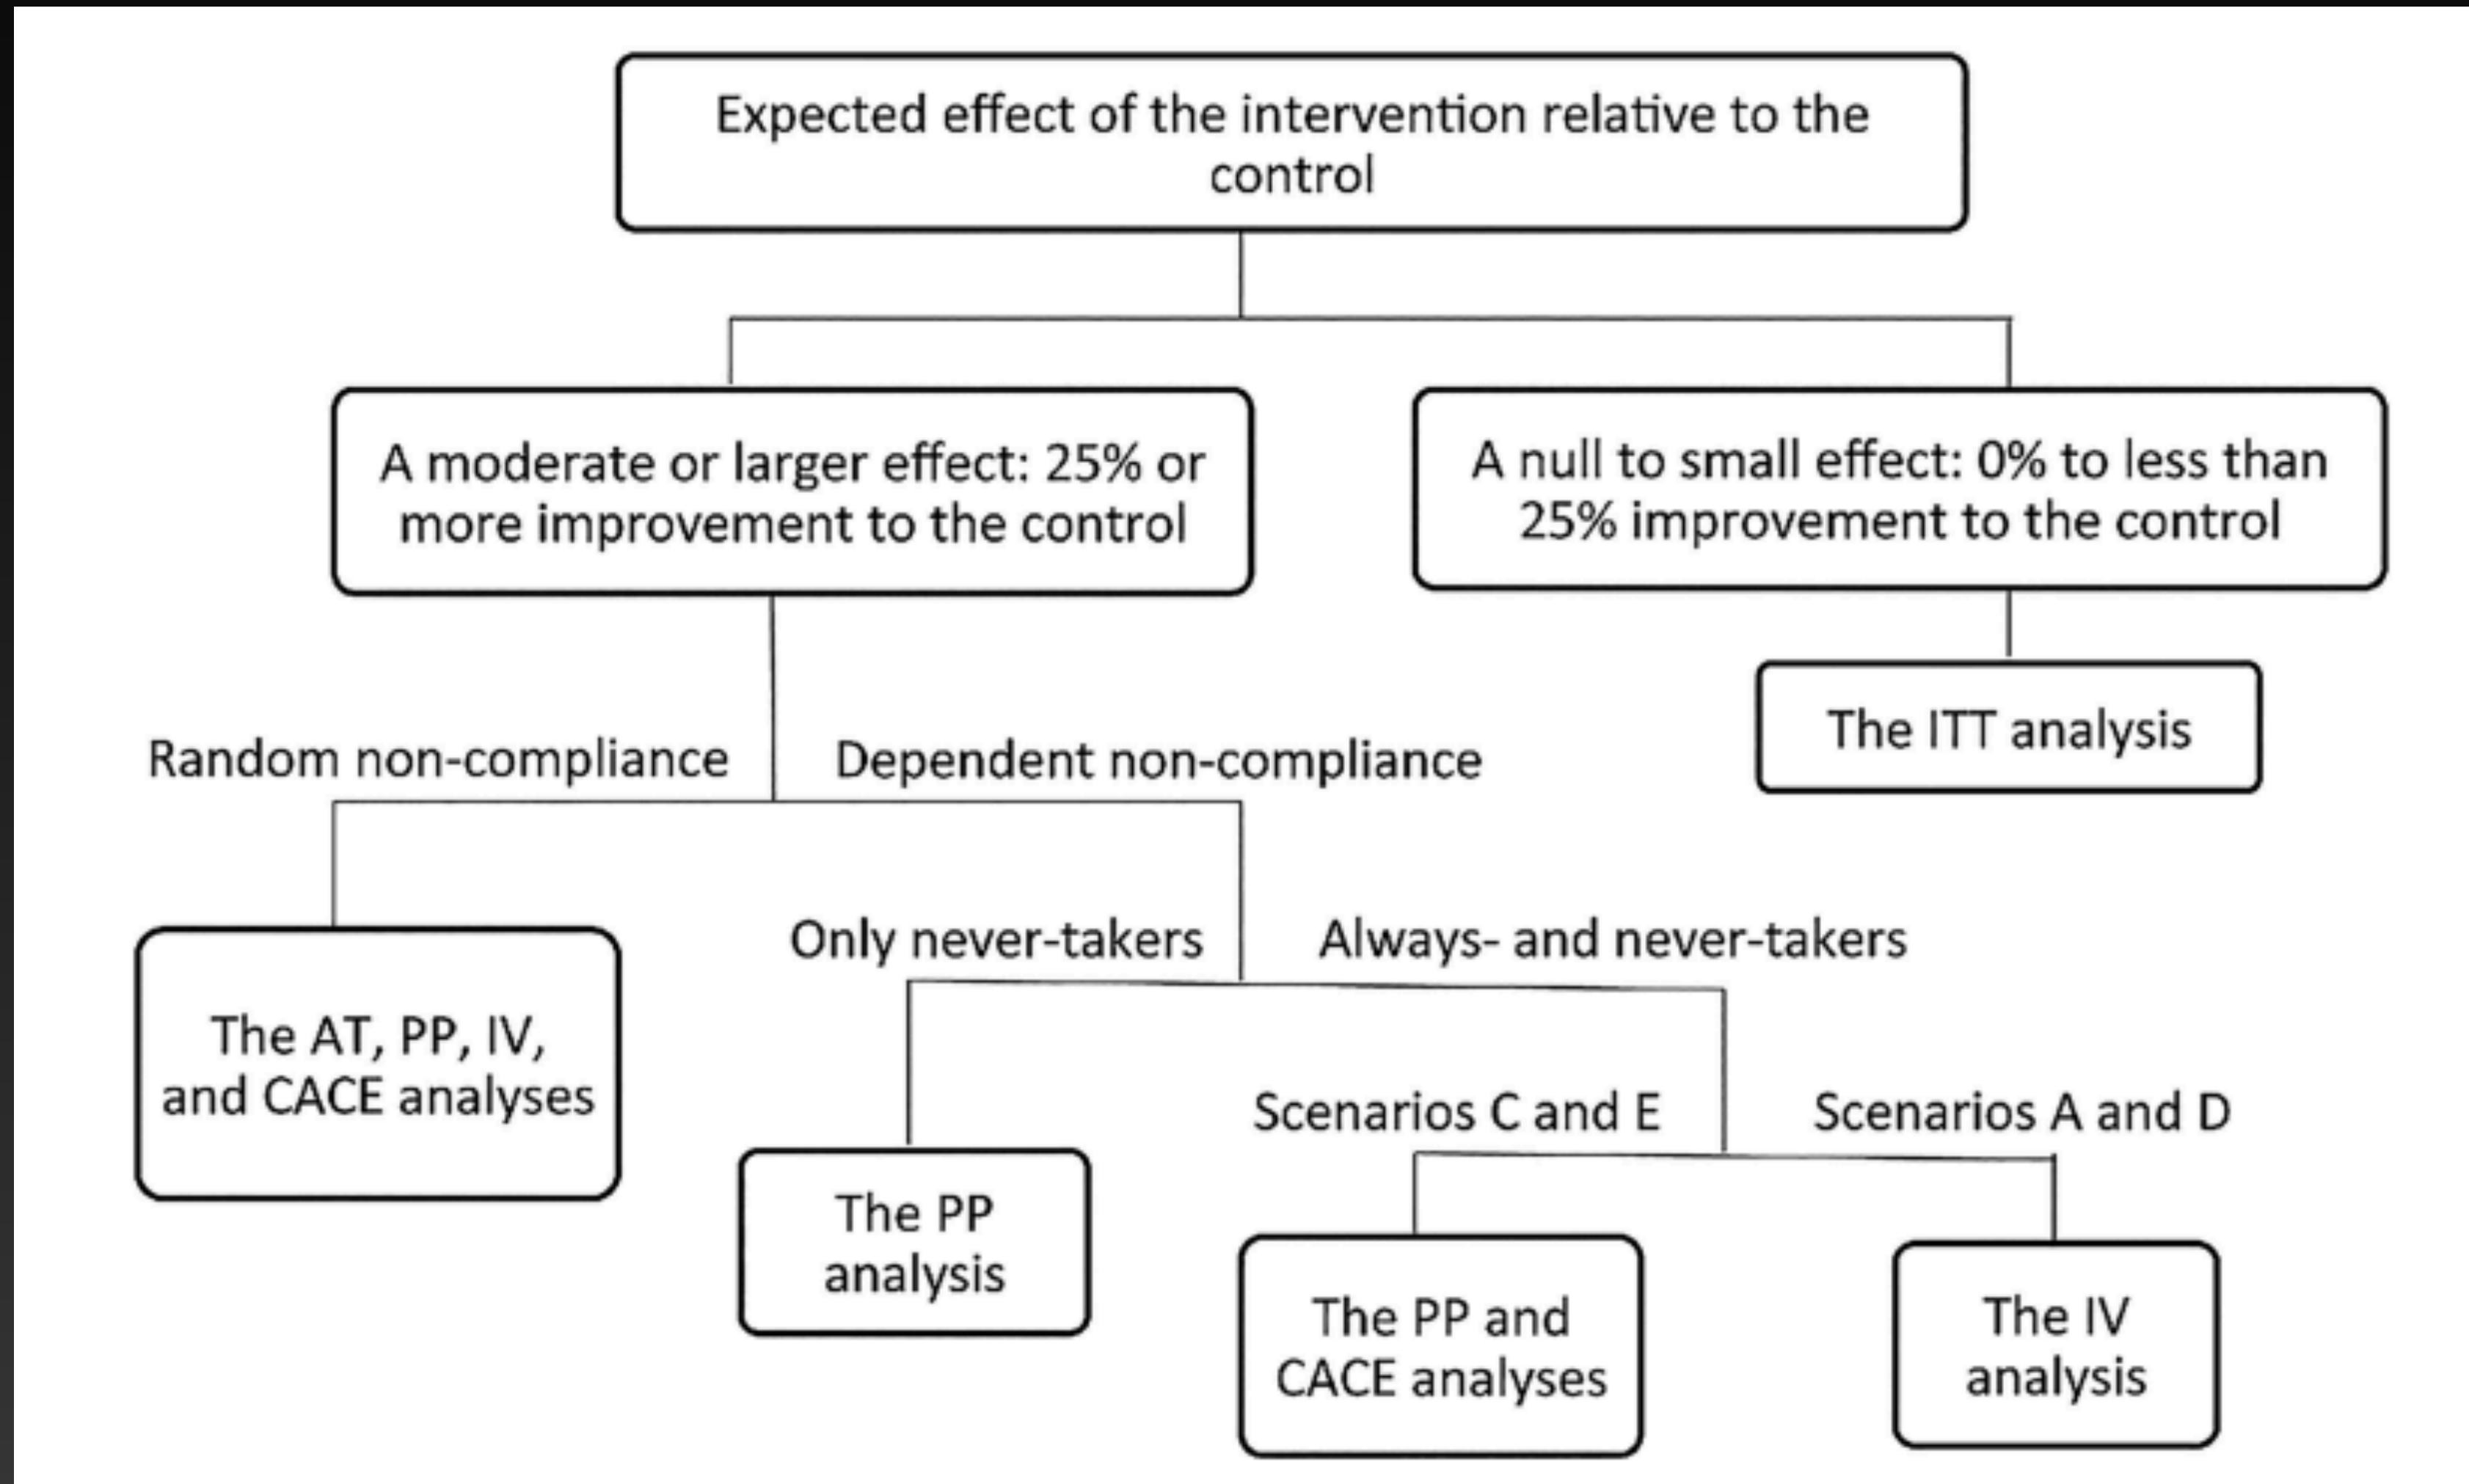 Expected effect of the intervention relative to the
control
A moderate or larger effect: 25% or
more improvement to the control
A null to small effect: 0% to less than
25% improvement to the control
The ITT analysis
Random non-compliance
Dependent non-compliance
Only never-takers
Always- and never-takers
The AT, PP, IV,
and CACE analyses
Scenarios C and E
Scenarios A and D
The PP
analysis
The PP and
CACE analyses
The IV
analysis